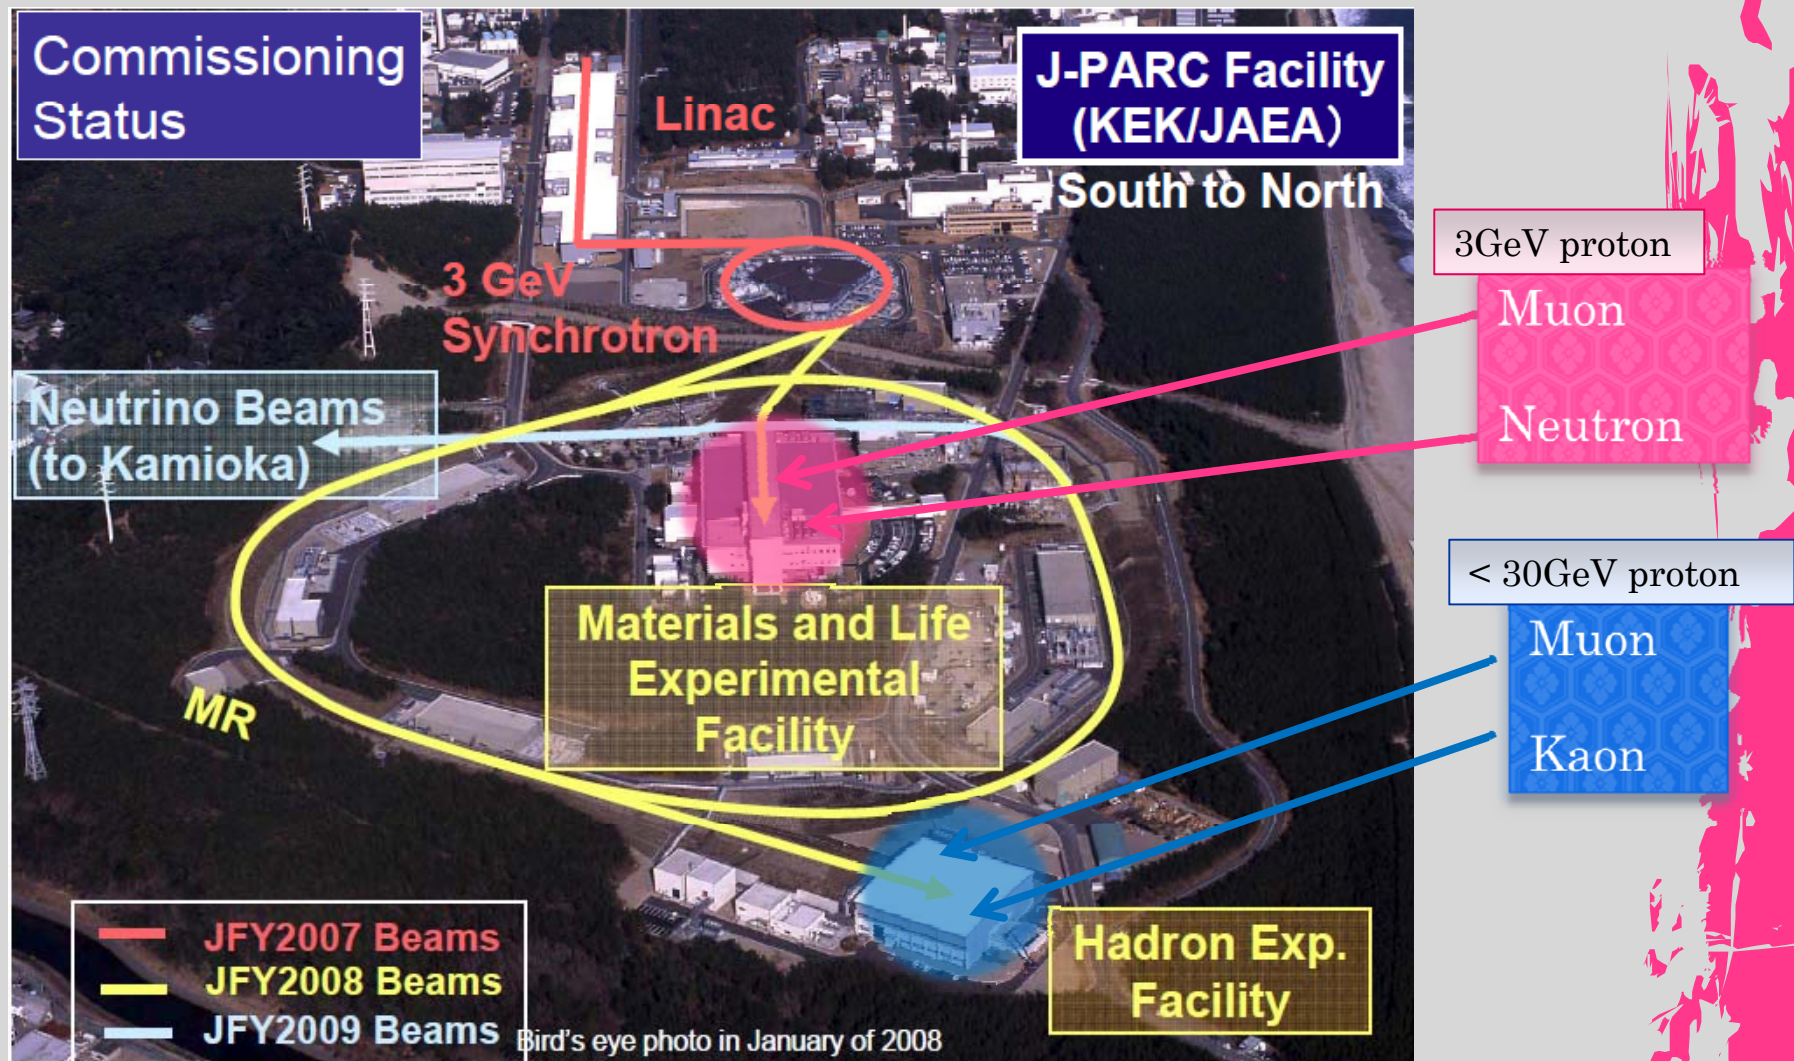 Commissioning
Status
J-PARC Facility
(KEK/JAEA）
South to North
Linac
3 GeV
Synchrotron
Neutrino Beams
(to Kamioka)
Materials and Life
Experimental
Facility
MR
Hadron Exp.
Facility
JFY2007 Beams
JFY2008 Beams
JFY2009 Beams
Bird's eye photo in January of 2008
3GeV proton
Muon
Neutron
< 30GeV proton
Muon
Kaon